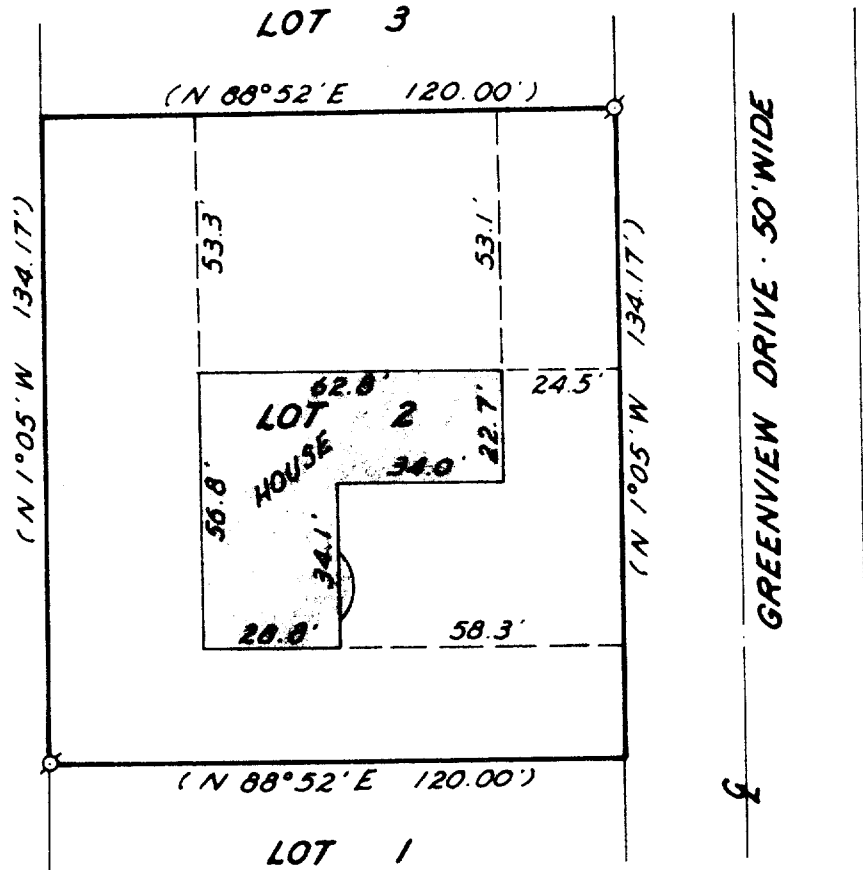 LOT 3
(N 88°52'E 120.00')
(N 1°05'W 134.17')
53.3'
53.1'
(N 1°05'W 134.17')
GREENVIEW DRIVE · 50' WIDE
62.8'
24.5'
LOT 2
22.7'
HOUSE
34.0'
56.8'
34.1'
28.8'
58.3'
(N 88°52'E 120.00')
℄
LOT 1